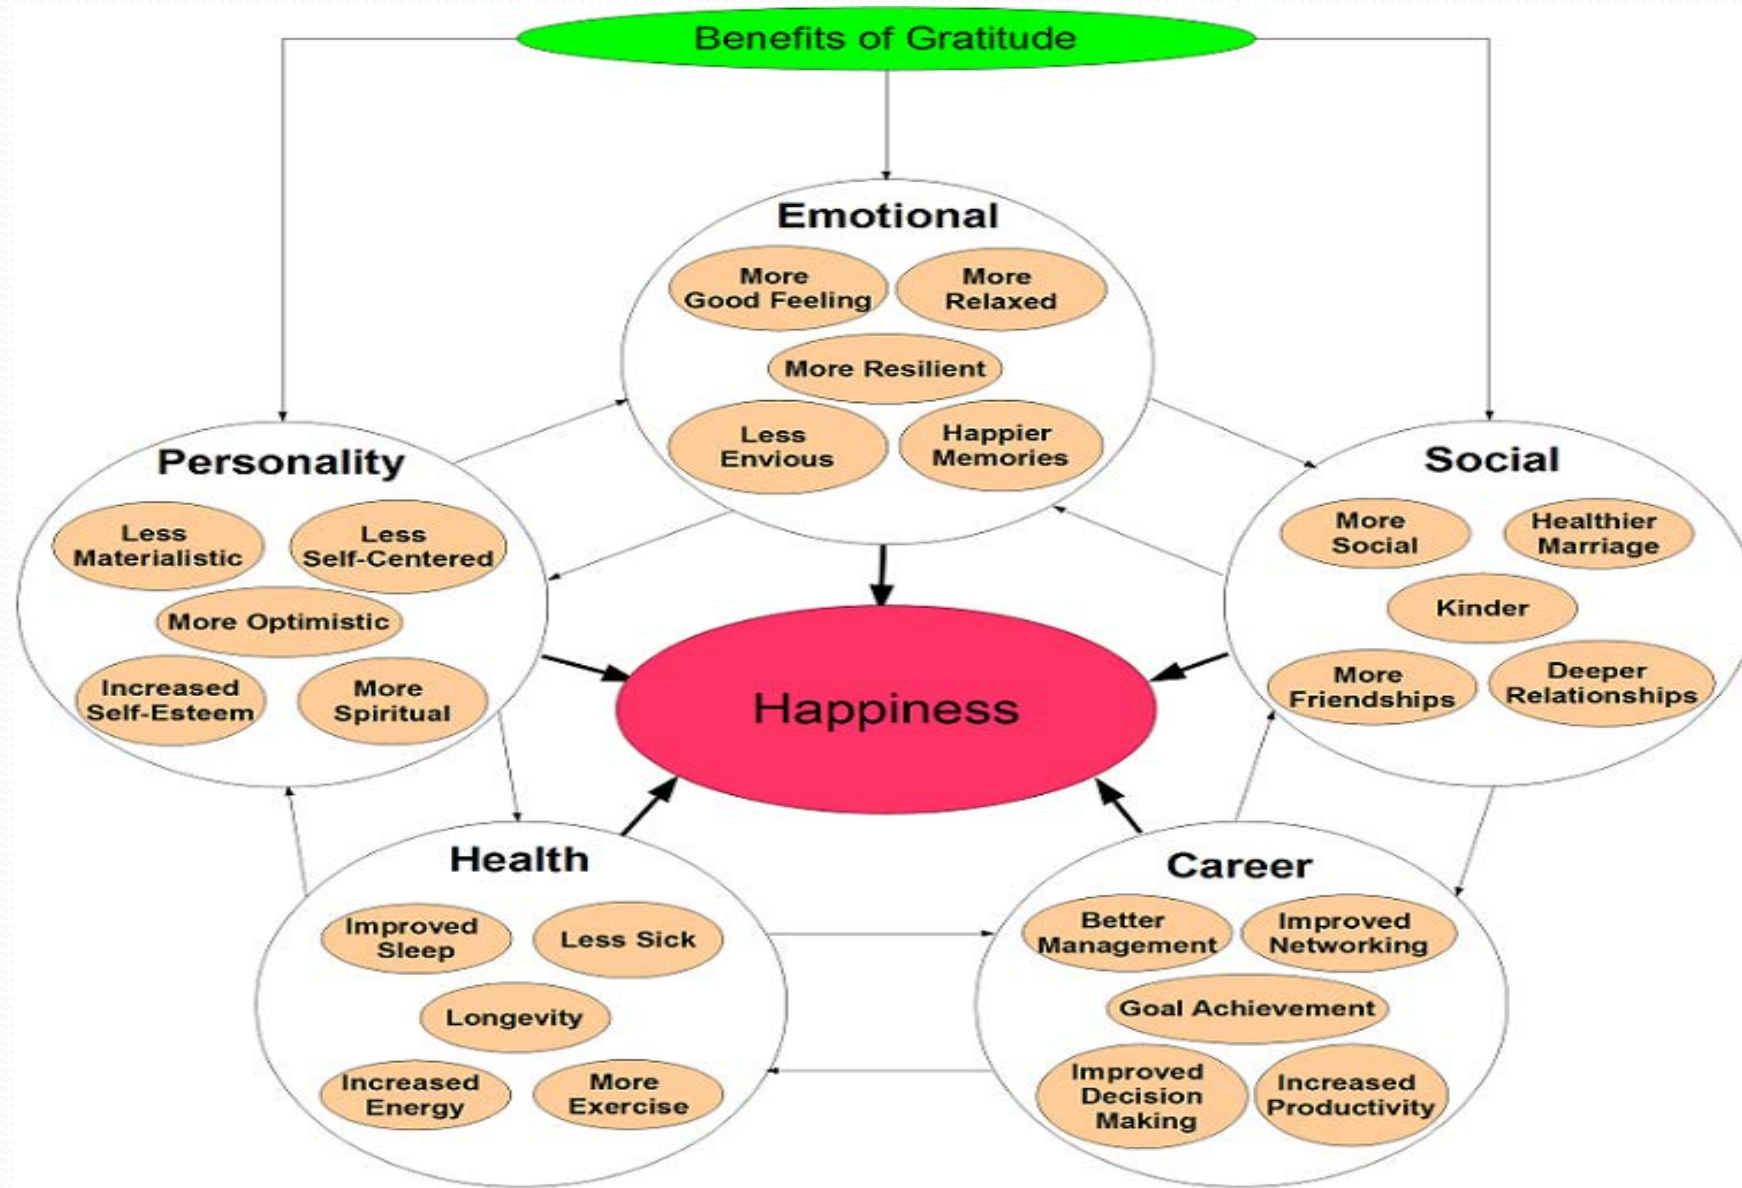 Benefits of Gratitude
Emotional
More
Good Feeling
More
Relaxed
More Resilient
Less
Envious
Happier
Memories
Personality
Less
Materialistic
Less
Self-Centered
More Optimistic
Increased
Self-Esteem
More
Spiritual
Social
More
Social
Healthier
Marriage
Kinder
More
Friendships
Deeper
Relationships
Happiness
Health
Improved
Sleep
Less Sick
Longevity
Increased
Energy
More
Exercise
Career
Better
Management
Improved
Networking
Goal Achievement
Improved
Decision
Making
Increased
Productivity